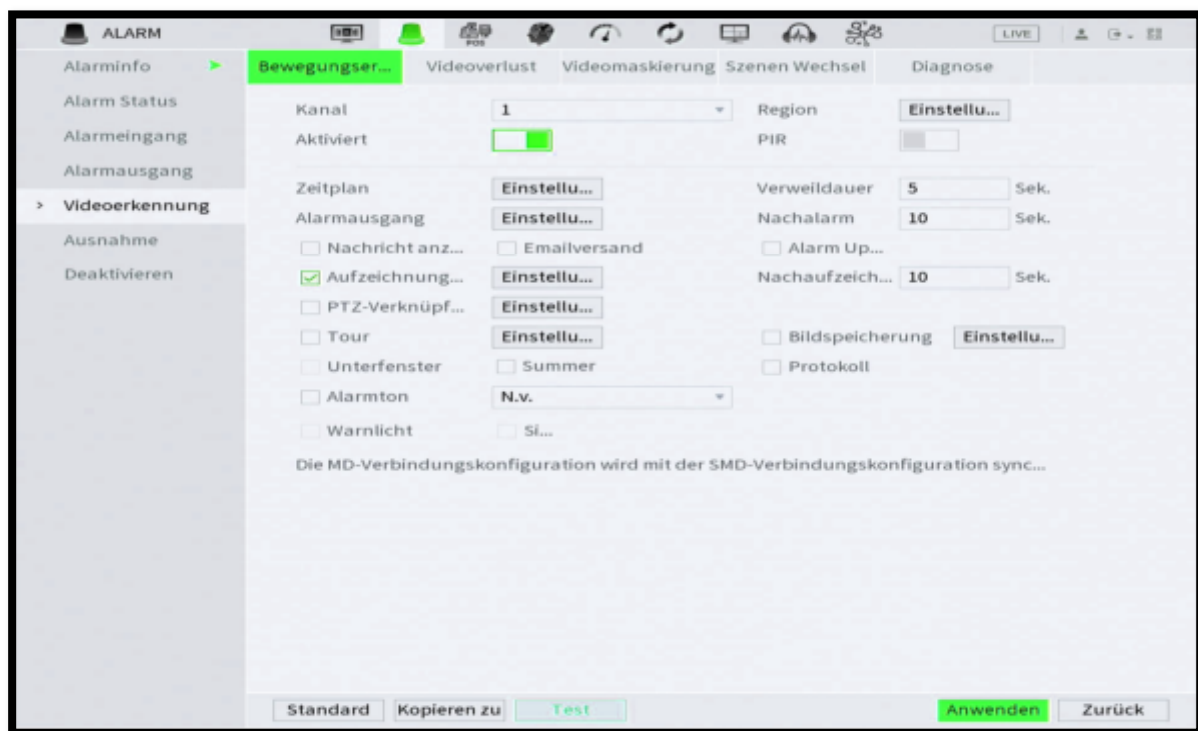 ALARM
POS
LIVE
Alarminfo
Alarm Status
Alarmeingang
Alarmausgang
> Videoerkennung
Ausnahme
Deaktivieren
Bewegungser... Videoverlust Videomaskierung Szenen Wechsel Diagnose
Kanal 1 Region Einstellu...
Aktiviert PIR
Zeitplan Einstellu... Verweildauer 5 Sek.
Alarmausgang Einstellu... Nachalarm 10 Sek.
Nachricht anz... Emailversand Alarm Up...
Aufzeichnung... Einstellu... Nachaufzeich... 10 Sek.
PTZ-Verknüpf... Einstellu...
Tour Einstellu... Bildspeicherung Einstellu...
Unterfenster Summer Protokoll
Alarmton N.v.
Warnlicht Si...
Die MD-Verbindungskonfiguration wird mit der SMD-Verbindungskonfiguration sync...
Standard Kopieren zu Test Anwenden Zurück